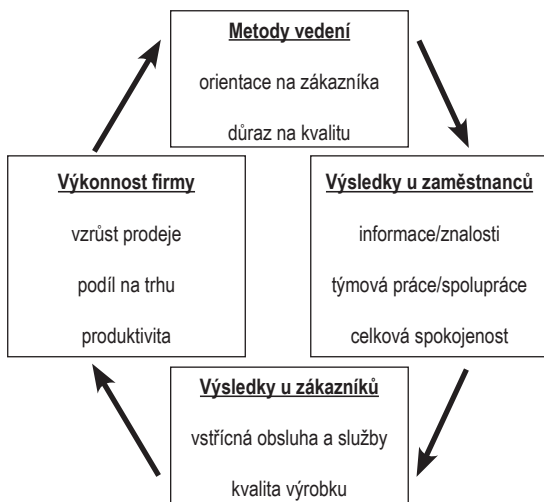 Metody vedení
orientace na zákazníka
důraz na kvalitu
Výkonnost firmy
vzrůst prodeje
podíl na trhu
produktivita
Výsledky u zaměstnanců
informace/znalosti
týmová práce/spolupráce
celková spokojenost
Výsledky u zákazníků
vstřícná obsluha a služby
kvalita výrobku